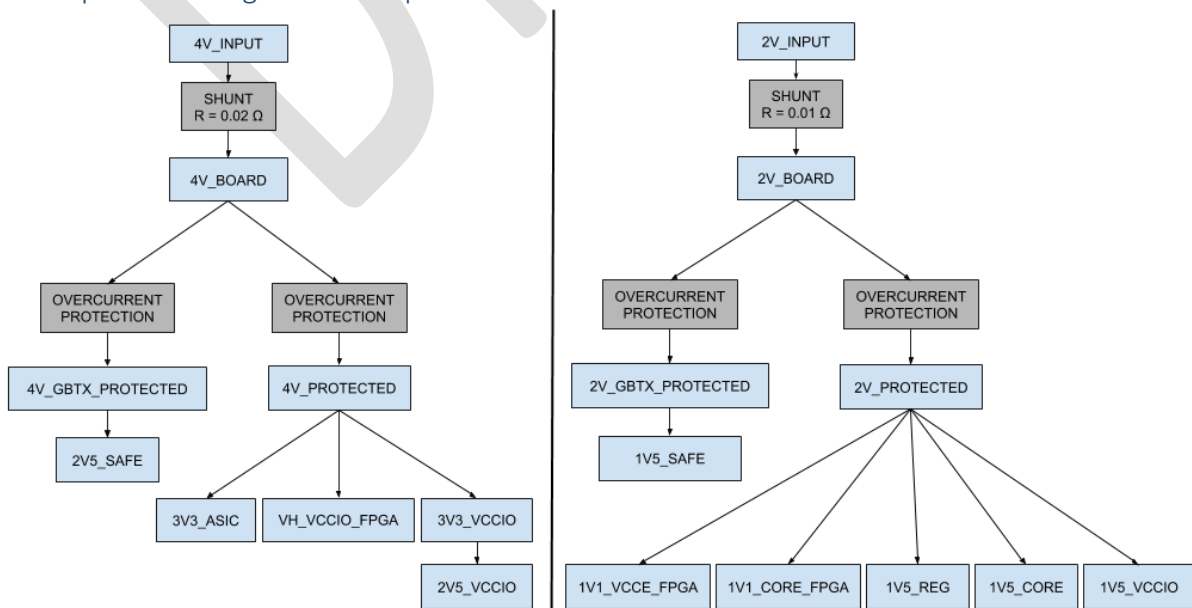 4V_INPUT
SHUNT
R = 0.02 Ω
4V_BOARD
OVERCURRENT
PROTECTION
OVERCURRENT
PROTECTION
4V_GBTX_PROTECTED
4V_PROTECTED
2V5_SAFE
3V3_ASIC
VH_VCCIO_FPGA
3V3_VCCIO
2V5_VCCIO
2V_INPUT
SHUNT
R = 0.01 Ω
2V_BOARD
OVERCURRENT
PROTECTION
OVERCURRENT
PROTECTION
2V_GBTX_PROTECTED
2V_PROTECTED
1V5_SAFE
1V1_VCCE_FPGA
1V1_CORE_FPGA
1V5_REG
1V5_CORE
1V5_VCCIO